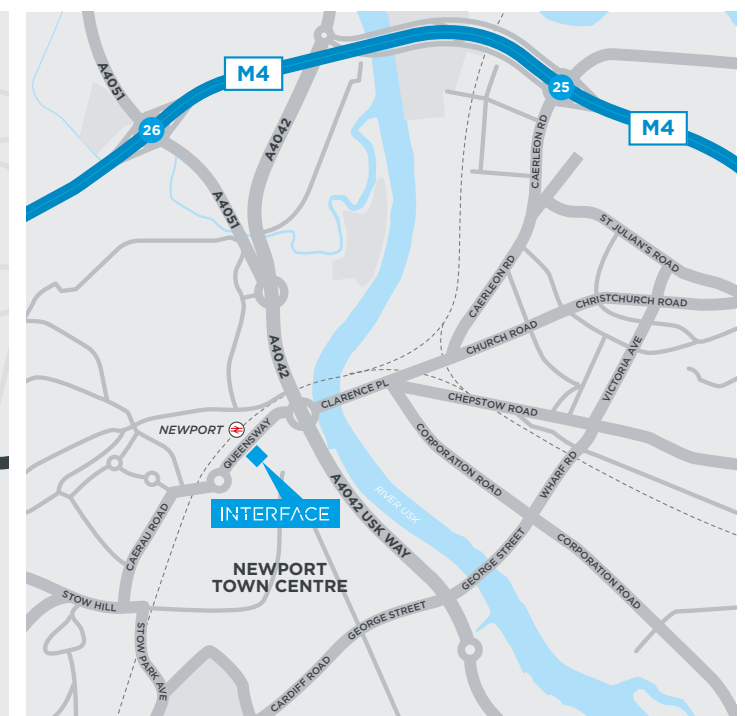 M4
A4051
25
26
M4
A4042
CAERLEON RD
A4051
ST JULIAN'S ROAD
CAERLEON RD
CHRISTCHURCH ROAD
A4042
CHURCH ROAD
VICTORIA AVE
CLARENCE PL
CHEPSTOW ROAD
NEWPORT
QUEENSWAY
CORPORATION ROAD
WHARF RD
RIVER USK
INTERFACE
A4042 USK WAY
CAERAU ROAD
NEWPORT
TOWN CENTRE
GEORGE STREET
CORPORATION ROAD
STOW HILL
GEORGE STREET
STOW PARK AVE
CARDIFF ROAD